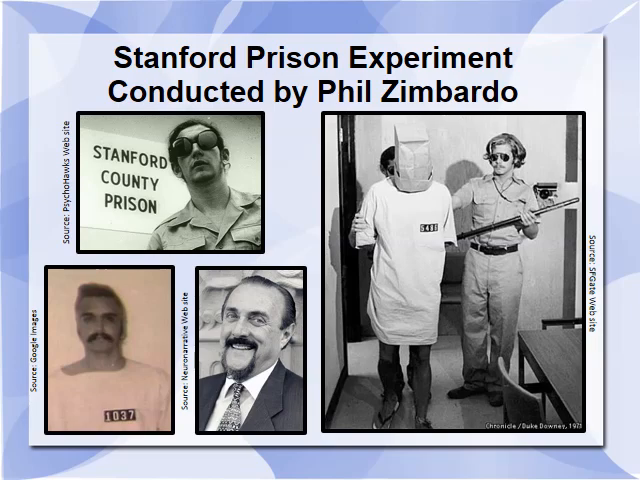 Stanford Prison Experiment
Conducted by Phil Zimbardo
Source: PsychoHawks Web site
STANFORD
COUNTY
PRISON
5486
Source: SFGate Web site
Source: Google Images
1037
Source: Neuronarrative Web site
Chronicle / Duke Downey, 1971